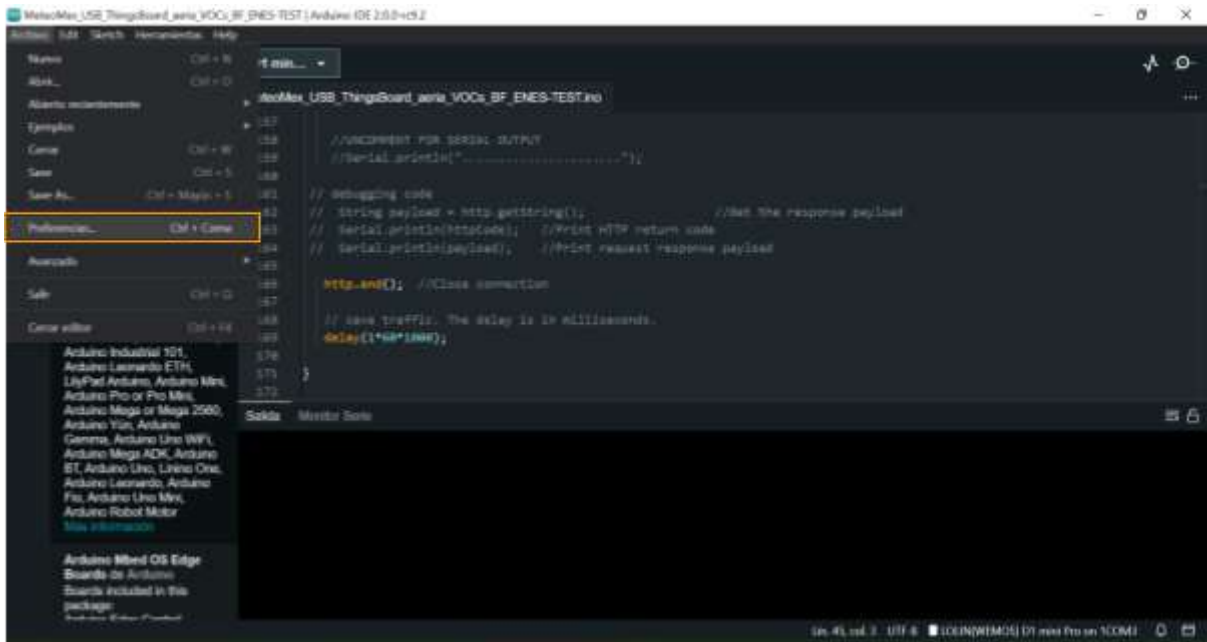 MeteoMex_USB_ThingsBoard_aeria_VOCs_BF_ENES-TEST | Arduino IDE 2.0.0-rc9.2
Archivo Edit Sketch Herramientas Help
Nuevo Ctrl + N
Abrir... Ctrl + O
Abierto recientemente
Ejemplos
Cerrar Ctrl + W
Save Ctrl + S
Save As... Ctrl + Mayús + S
Preferencias... Ctrl + Coma
Avanzado
Salir Ctrl + Q
Cerrar editor Ctrl + F4
D1 min...
MeteoMex_USB_ThingsBoard_aeria_VOCs_BF_ENES-TEST.ino
157
158 //UNCOMMENT FOR SERIAL OUTPUT
159 //Serial.println("......................");
160
161 // debugging code
162 // String payload = http.getString(); //Get the response payload
163 // Serial.println(httpCode); //Print HTTP return code
164 // Serial.println(payload); //Print request response payload
165
166 http.end(); //Close connection
167
168 // save traffic. The delay is in milliseconds.
169 delay(1*60*1000);
170
171 }
172
Arduino Industrial 101,
Arduino Leonardo ETH,
LilyPad Arduino, Arduino Mini,
Arduino Pro or Pro Mini,
Arduino Mega or Mega 2560,
Arduino Yún, Arduino
Gemma, Arduino Uno WiFi,
Arduino Mega ADK, Arduino
BT, Arduino Uno, Linino One,
Arduino Leonardo, Arduino
Fio, Arduino Uno Mini,
Arduino Robot Motor
Más información
Arduino Mbed OS Edge
Boards de Arduino
Boards included in this
package:
Arduino Edge Control
Salida Monitor Serie
Lín. 45, col. 3 UTF-8 LOLIN(WEMOS) D1 mini Pro en COM3